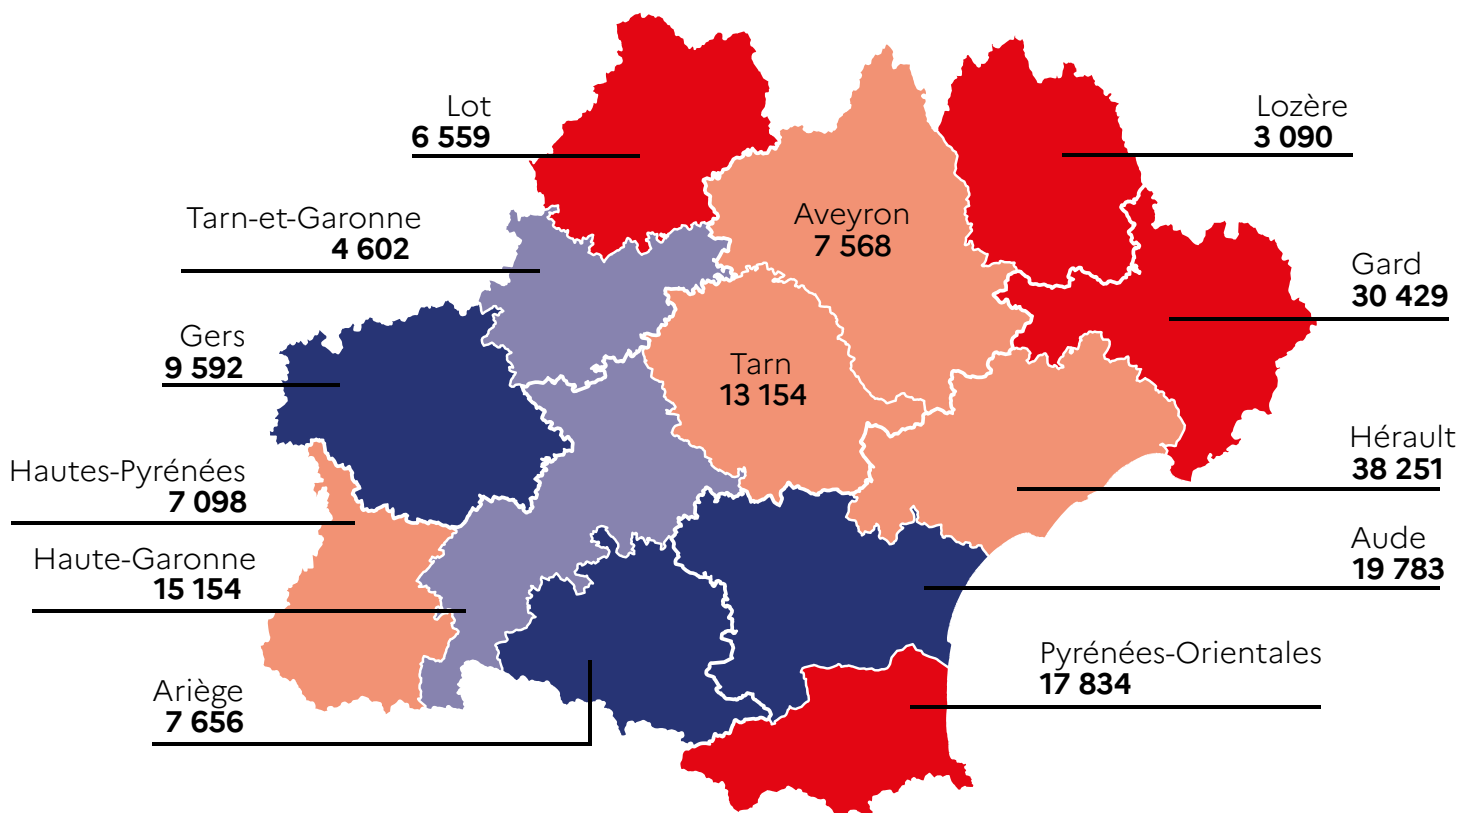 Lot
6 559
Lozère
3 090
Tarn-et-Garonne
4 602
Aveyron
7 568
Gard
30 429
Gers
9 592
Tarn
13 154
Hérault
38 251
Hautes-Pyrénées
7 098
Haute-Garonne
15 154
Aude
19 783
Pyrénées-Orientales
17 834
Ariège
7 656